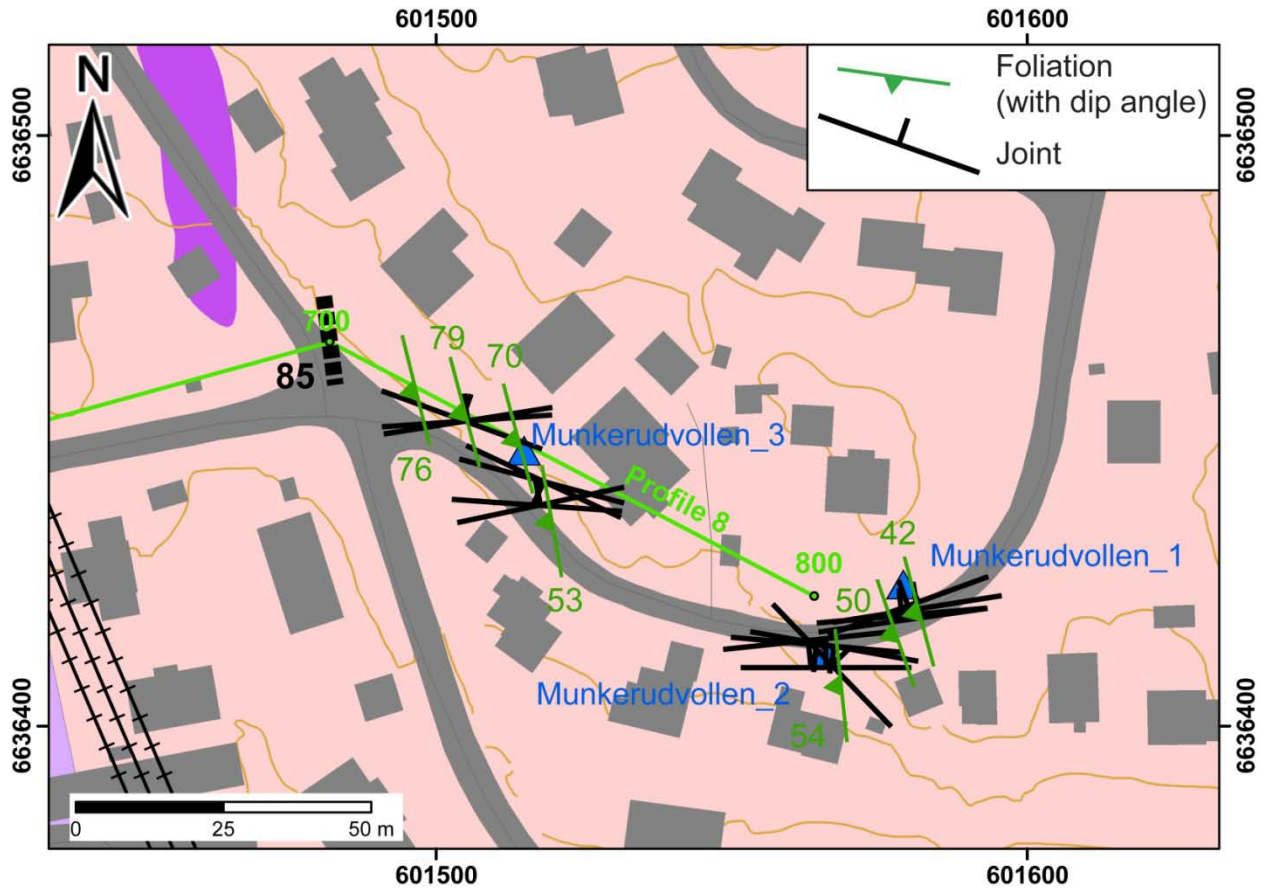 601500 601600
N
Foliation
(with dip angle)
Joint
6636500 6636500
700
79
70
85
Munkerudvollen_3
76
Profile 8
42
800
Munkerudvollen_1
50
53
Munkerudvollen_2
54
6636400 6636400
0 25 50 m
601500 601600